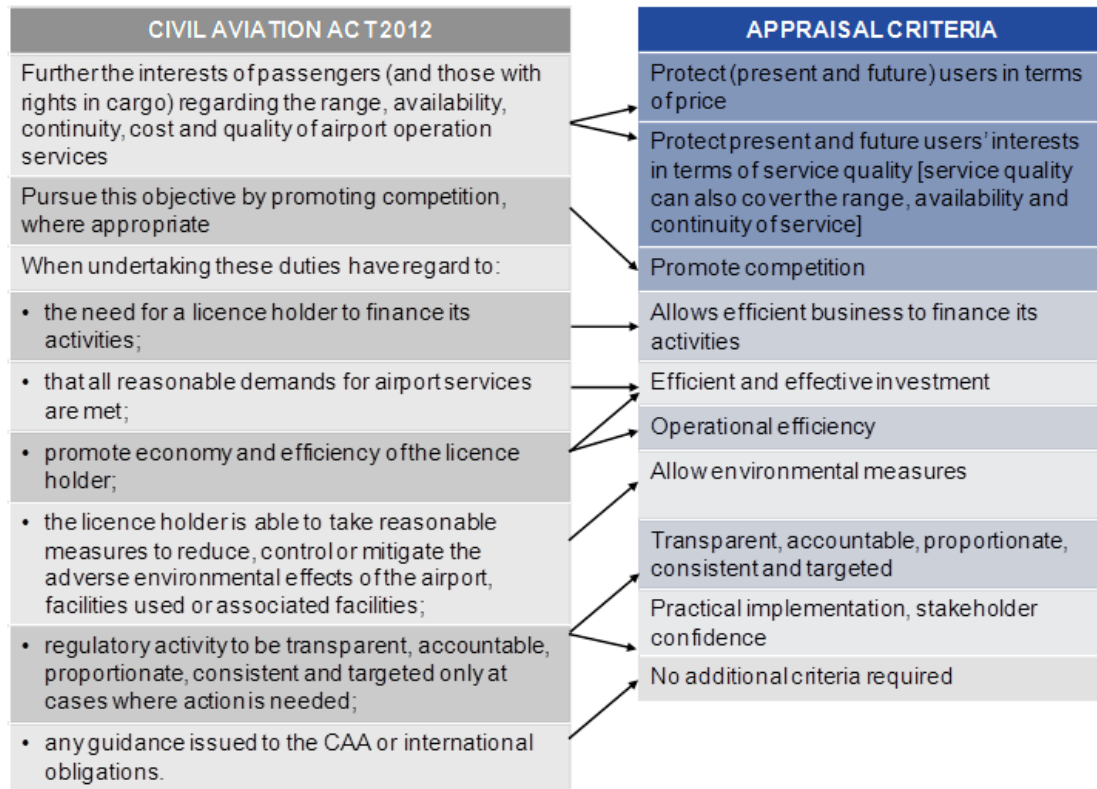 CIVIL AVIATION ACT 2012
Further the interests of passengers (and those with
rights in cargo) regarding the range, availability,
continuity, cost and quality of airport operation
services
Pursue this objective by promoting competition,
where appropriate
When undertaking these duties have regard to:
• the need for a licence holder to finance its
activities;
• that all reasonable demands for airport services
are met;
• promote economy and efficiency of the licence
holder;
• the licence holder is able to take reasonable
measures to reduce, control or mitigate the
adverse environmental effects of the airport,
facilities used or associated facilities;
• regulatory activity to be transparent, accountable,
proportionate, consistent and targeted only at
cases where action is needed;
• any guidance issued to the CAA or international
obligations.
APPRAISAL CRITERIA
Protect (present and future) users in terms
of price
Protect present and future users' interests
in terms of service quality [service quality
can also cover the range, availability and
continuity of service]
Promote competition
Allows efficient business to finance its
activities
Efficient and effective investment
Operational efficiency
Allow environmental measures
Transparent, accountable, proportionate,
consistent and targeted
Practical implementation, stakeholder
confidence
No additional criteria required